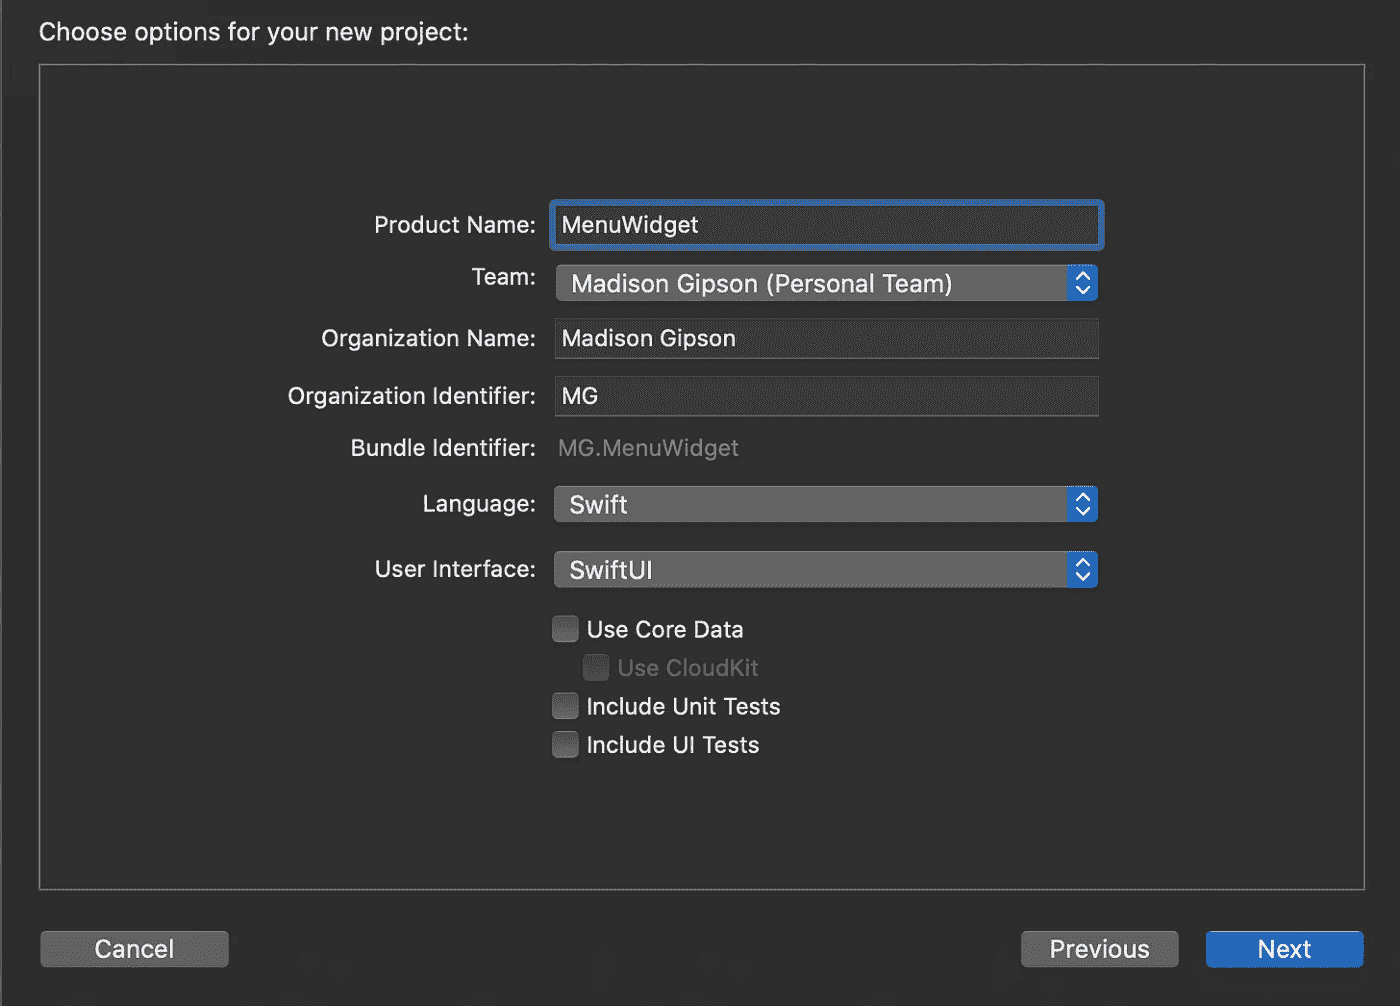 Choose options for your new project:
Product Name: MenuWidget
Team: Madison Gipson (Personal Team)
Organization Name: Madison Gipson
Organization Identifier: MG
Bundle Identifier: MG.MenuWidget
Language: Swift
User Interface: SwiftUI
Use Core Data
Use CloudKit
Include Unit Tests
Include UI Tests
Cancel Previous Next